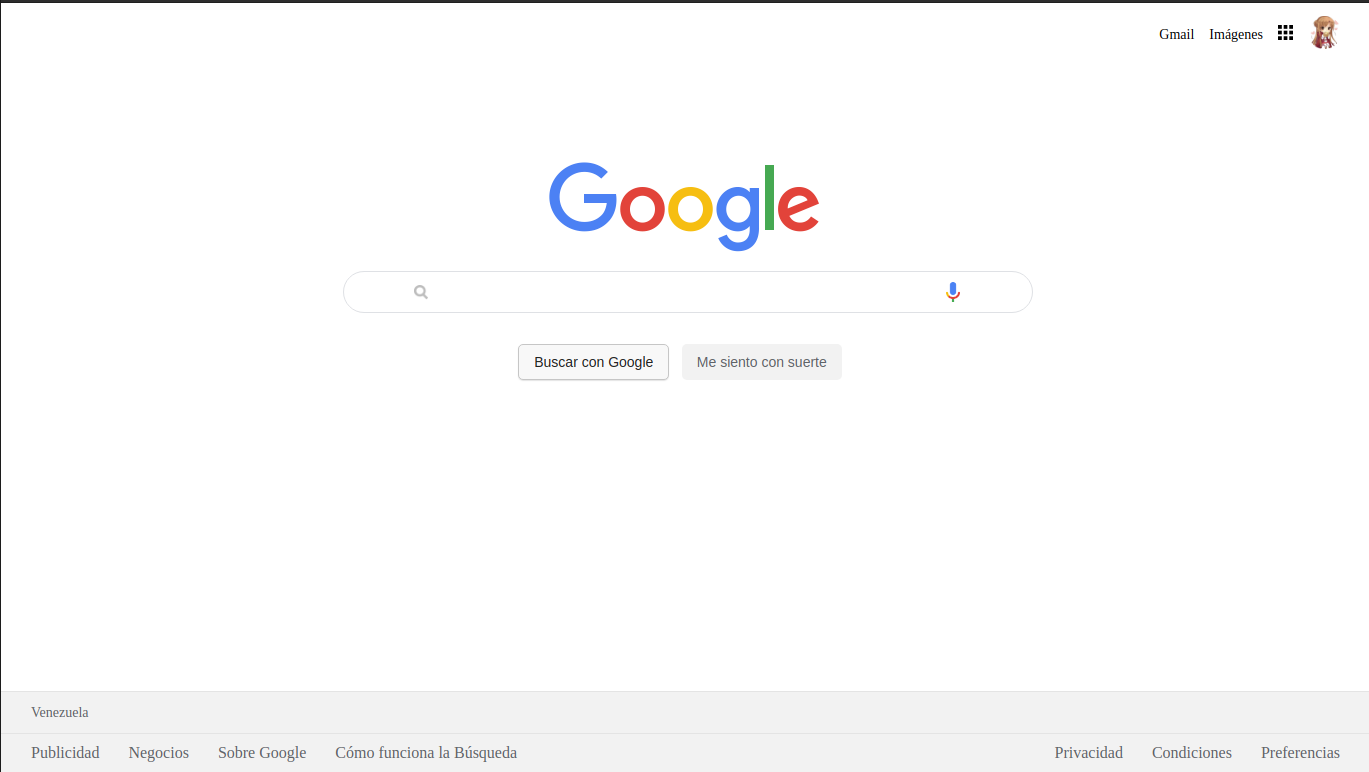 Gmail Imágenes
Google
Buscar con Google Me siento con suerte
Venezuela
Publicidad Negocios Sobre Google Cómo funciona la Búsqueda Privacidad Condiciones Preferencias